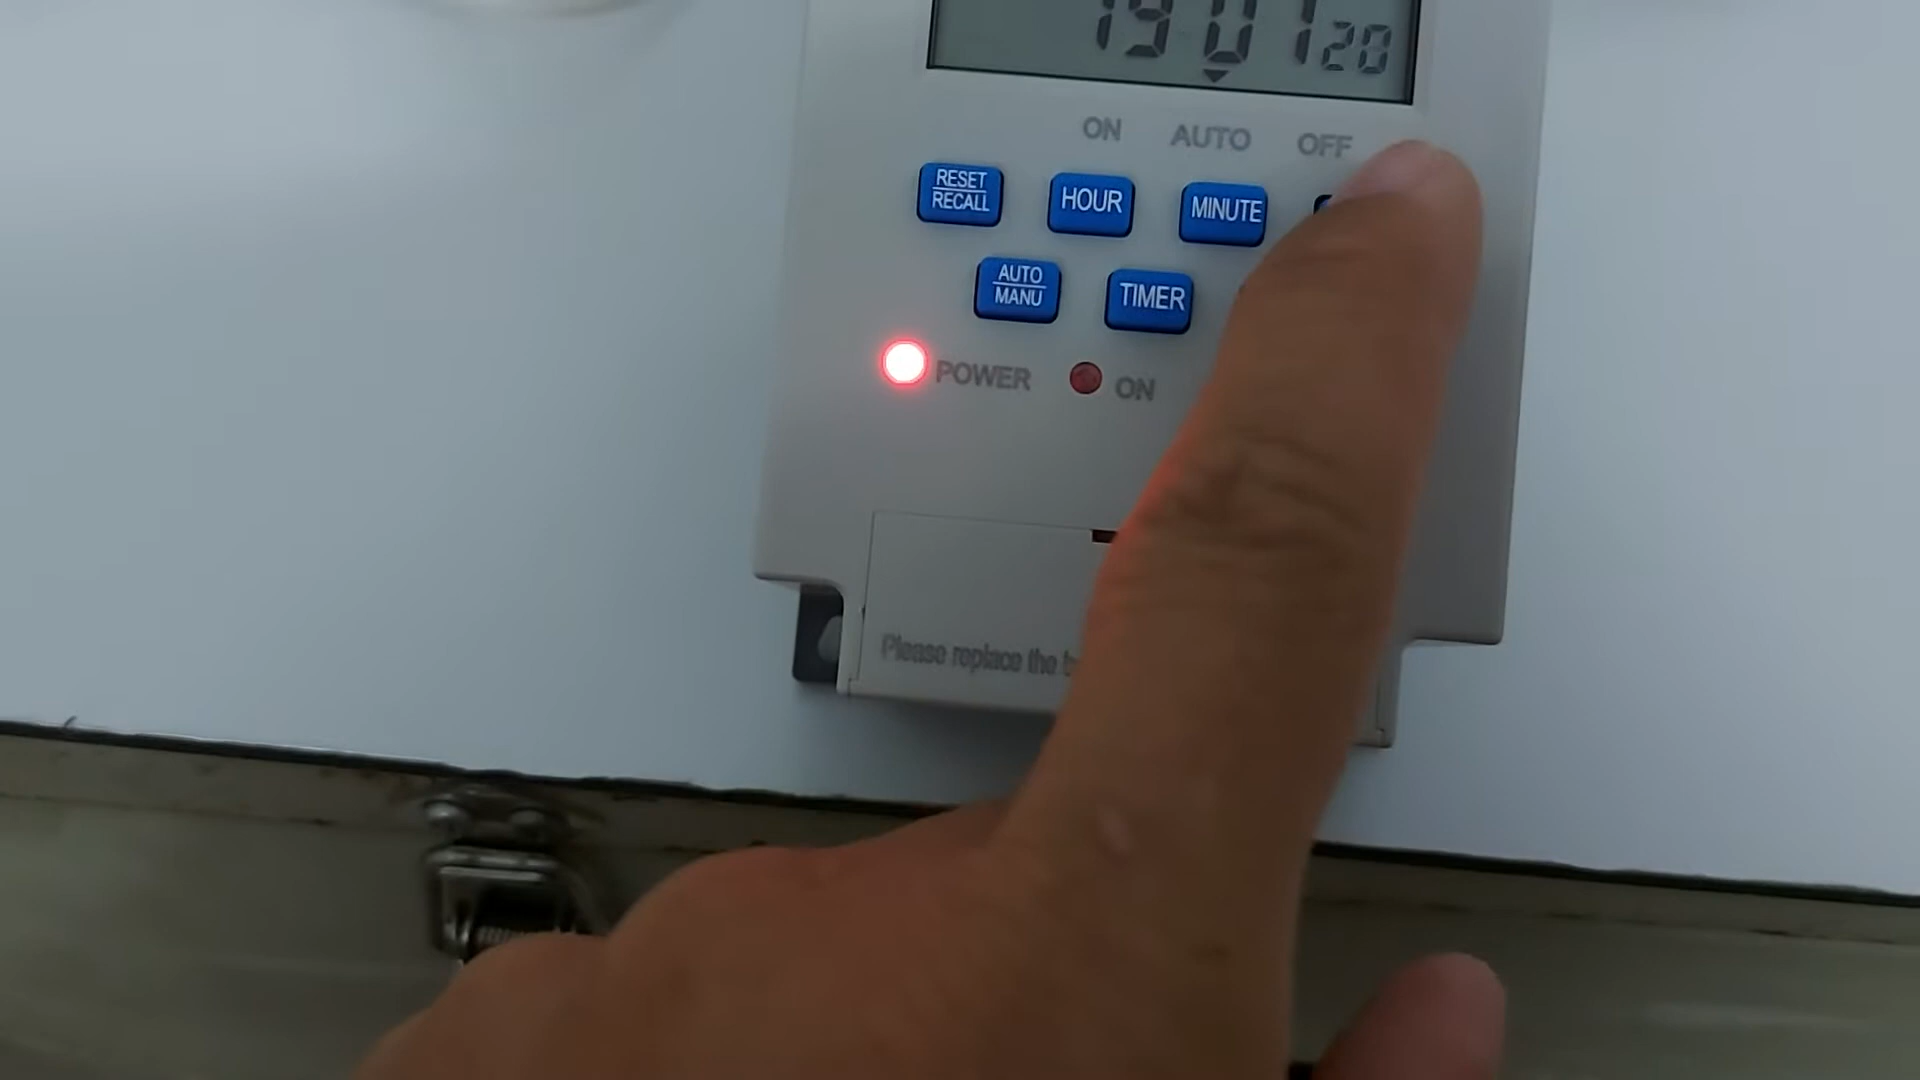 19 01 20
ON AUTO OFF
RESET
RECALL
HOUR
MINUTE
AUTO
MANU
TIMER
POWER
ON
Please replace the